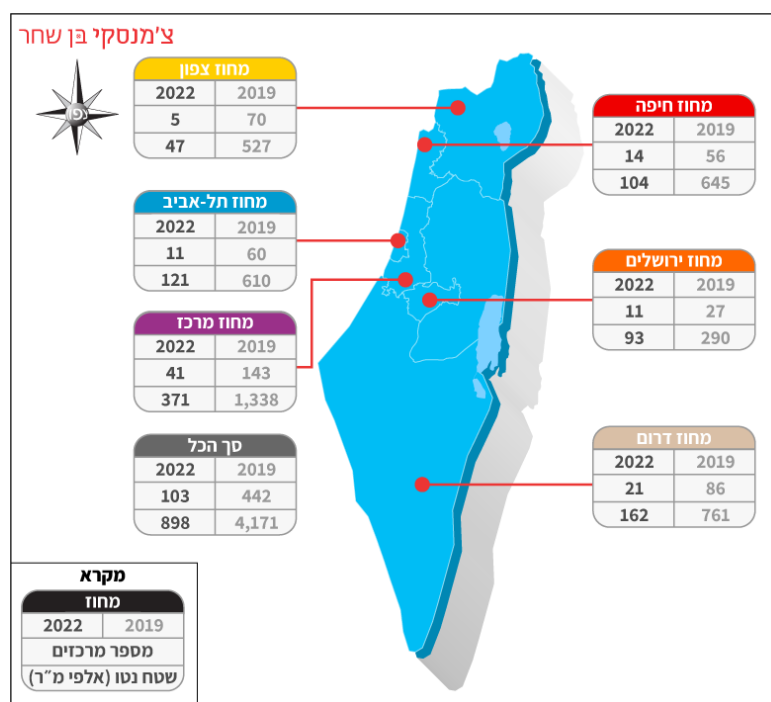 צ'מנסקי בֶּן שחר
צפון
מחוז צפון
2022 2019
5 70
47 527
מחוז חיפה
2022 2019
14 56
104 645
מחוז תל-אביב
2022 2019
11 60
121 610
מחוז ירושלים
2022 2019
11 27
93 290
מחוז מרכז
2022 2019
41 143
371 1,338
סך הכל
2022 2019
103 442
898 4,171
מחוז דרום
2022 2019
21 86
162 761
מקרא
מחוז
2022 2019
מספר מרכזים
שטח נטו (אלפי מ״ר)